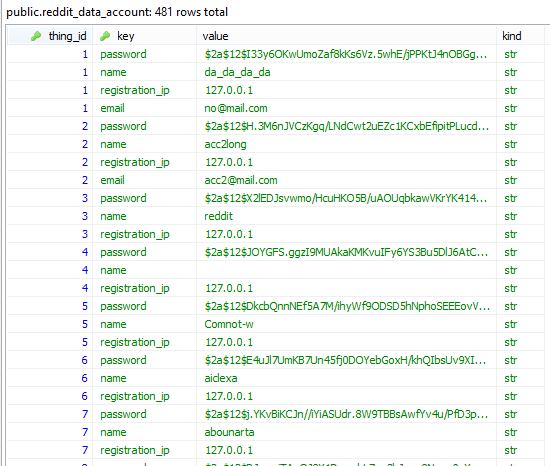 public.reddit_data_account: 481 rows total
thing_id key value kind
1 password $2a$12$I33y6OKwUmoZaf8kKs6Vz.5whE/jPPKtJ4nOBGg... str
1 name da_da_da_da str
1 registration_ip 127.0.0.1 str
1 email no@mail.com str
2 password $2a$12$H.3M6nJVCzKgq/LNdCwt2uEZc1KCxbEfipitPLucd... str
2 name acc2long str
2 registration_ip 127.0.0.1 str
2 email acc2@mail.com str
3 password $2a$12$X2lEDJsvwmo/HcuHKO5B/uAOUqbkawVKrYK414... str
3 name reddit str
3 registration_ip 127.0.0.1 str
4 password $2a$12$JOYGFS.ggzI9MUAkaKMKvuIFy6YS3Bu5DlJ6AtC... str
4 name str
4 registration_ip 127.0.0.1 str
5 password $2a$12$DkcbQnnNEf5A7M/ihyWf9ODSD5hNphoSEEEovV... str
5 name Comnot-w str
5 registration_ip 127.0.0.1 str
6 password $2a$12$E4uJl7UmKB7Un45fj0DOYebGoxH/khQIbsUv9XI... str
6 name aiclexa str
6 registration_ip 127.0.0.1 str
7 password $2a$12$j.YKvBiKCJn//iYiASUdr.8W9TBBsAwfYv4u/PfD3p... str
7 name abounarta str
7 registration_ip 127.0.0.1 str